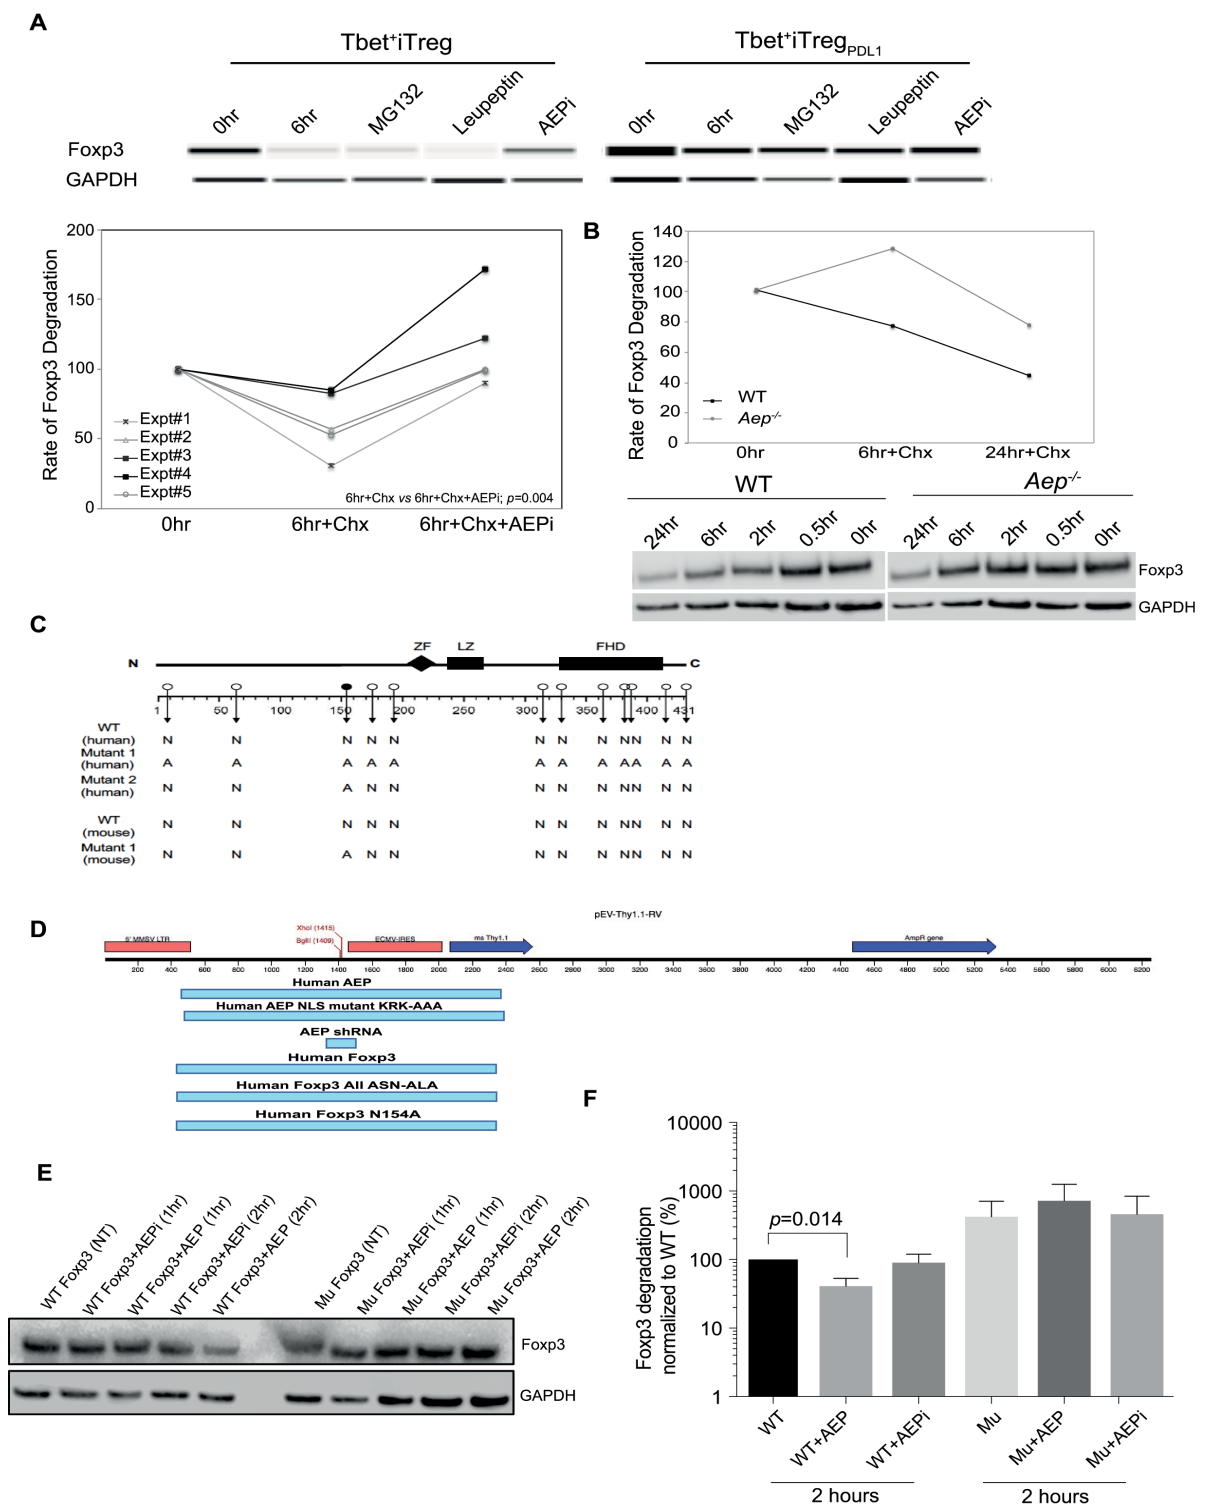 A
Tbet+iTreg
Tbet+iTregPDL1
0hr 6hr MG132 Leupeptin AEPi 0hr 6hr MG132 Leupeptin AEPi
Foxp3
GAPDH
Rate of Foxp3 Degradation
200
150
100
50
0
Expt#1
Expt#2
Expt#3
Expt#4
Expt#5
6hr+Chx vs 6hr+Chx+AEPi; p=0.004
0hr 6hr+Chx 6hr+Chx+AEPi
B
Rate of Foxp3 Degradation
140
120
100
80
60
40
20
0
WT
Aep-/-
0hr 6hr+Chx 24hr+Chx
WT Aep-/-
24hr 6hr 2hr 0.5hr 0hr 24hr 6hr 2hr 0.5hr 0hr
Foxp3
GAPDH
C
ZF LZ FHD
N C
1 50 100 150 200 250 300 350 400 431
WT (human) N N N N N N N N N N N N
Mutant 1 (human) A A A A A A A A A A A A
Mutant 2 (human) N N A N N N N N N N N N
WT (mouse) N N N N N N N N N N N N
Mutant 1 (mouse) N N A N N N N N N N N N
D
pEV-Thy1.1-RV
XhoI (1415)
BglII (1409)
5' MMSV LTR ECMV-IRES ms Thy1.1 AmpR gene
200 400 600 800 1000 1200 1400 1600 1800 2000 2200 2400 2600 2800 3000 3200 3400 3600 3800 4000 4200 4400 4600 4800 5000 5200 5400 5600 5800 6000 6200
Human AEP
Human AEP NLS mutant KRK-AAA
AEP shRNA
Human Foxp3
Human Foxp3 All ASN-ALA
Human Foxp3 N154A
E
WT Foxp3 (NT) WT Foxp3+AEPi (1hr) WT Foxp3+AEP (1hr) WT Foxp3+AEPi (2hr) WT Foxp3+AEP (2hr) Mu Foxp3 (NT) Mu Foxp3+AEPi (1hr) Mu Foxp3+AEP (1hr) Mu Foxp3+AEPi (2hr) Mu Foxp3+AEP (2hr)
Foxp3
GAPDH
F
Foxp3 degradatiopn
normalized to WT (%)
10000
1000
100
10
1
p=0.014
WT WT+AEP WT+AEPi Mu Mu+AEP Mu+AEPi
2 hours 2 hours